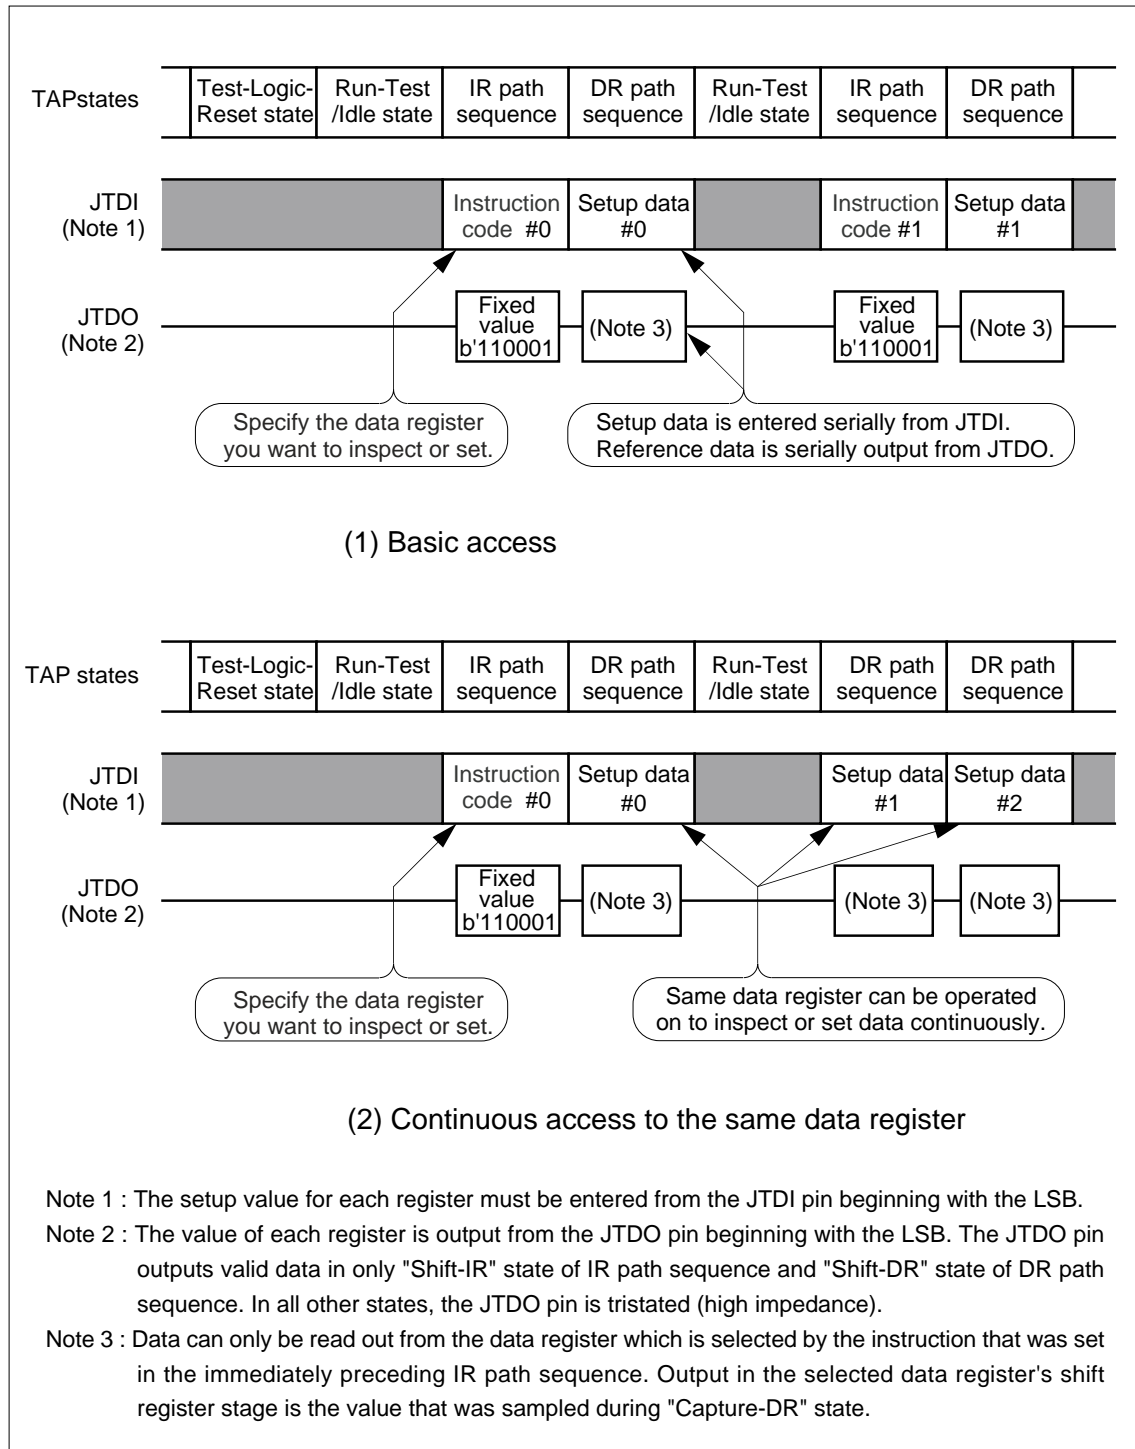 TAPstates
Test-Logic-
Reset state
Run-Test
/Idle state
IR path
sequence
DR path
sequence
Run-Test
/Idle state
IR path
sequence
DR path
sequence
JTDI
(Note 1)
Instruction
code #0
Setup data
#0
Instruction
code #1
Setup data
#1
JTDO
(Note 2)
Fixed
value
b'110001
(Note 3)
Fixed
value
b'110001
(Note 3)
Specify the data register
you want to inspect or set.
Setup data is entered serially from JTDI.
Reference data is serially output from JTDO.
(1) Basic access
TAP states
Test-Logic-
Reset state
Run-Test
/Idle state
IR path
sequence
DR path
sequence
Run-Test
/Idle state
DR path
sequence
DR path
sequence
JTDI
(Note 1)
Instruction
code #0
Setup data
#0
Setup data
#1
Setup data
#2
JTDO
(Note 2)
Fixed
value
b'110001
(Note 3)
(Note 3)
(Note 3)
Specify the data register
you want to inspect or set.
Same data register can be operated
on to inspect or set data continuously.
(2) Continuous access to the same data register
Note 1 : The setup value for each register must be entered from the JTDI pin beginning with the LSB.
Note 2 : The value of each register is output from the JTDO pin beginning with the LSB. The JTDO pin
outputs valid data in only "Shift-IR" state of IR path sequence and "Shift-DR" state of DR path
sequence. In all other states, the JTDO pin is tristated (high impedance).
Note 3 : Data can only be read out from the data register which is selected by the instruction that was set
in the immediately preceding IR path sequence. Output in the selected data register's shift
register stage is the value that was sampled during "Capture-DR" state.